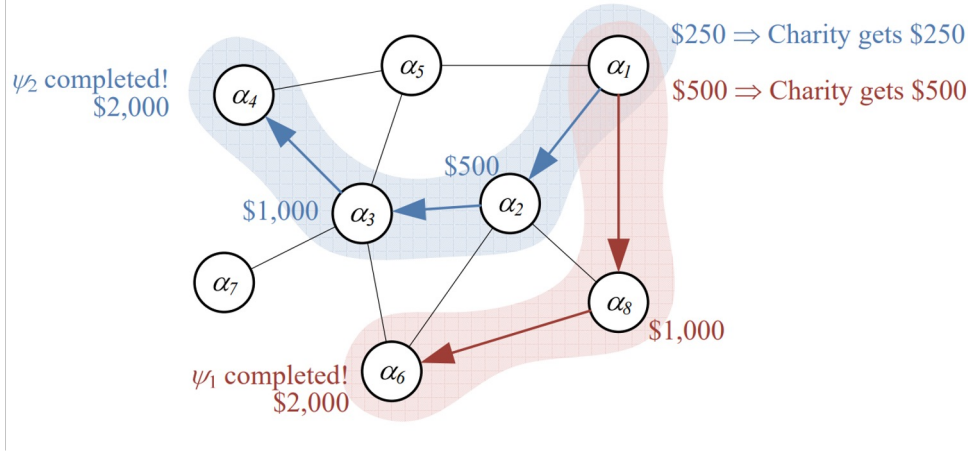 $250 ⇒ Charity gets $250
$500 ⇒ Charity gets $500
α5
α1
ψ2 completed!
$2,000
α4
$500
$1,000
α3
α2
α7
α8
$1,000
α6
ψ1 completed!
$2,000